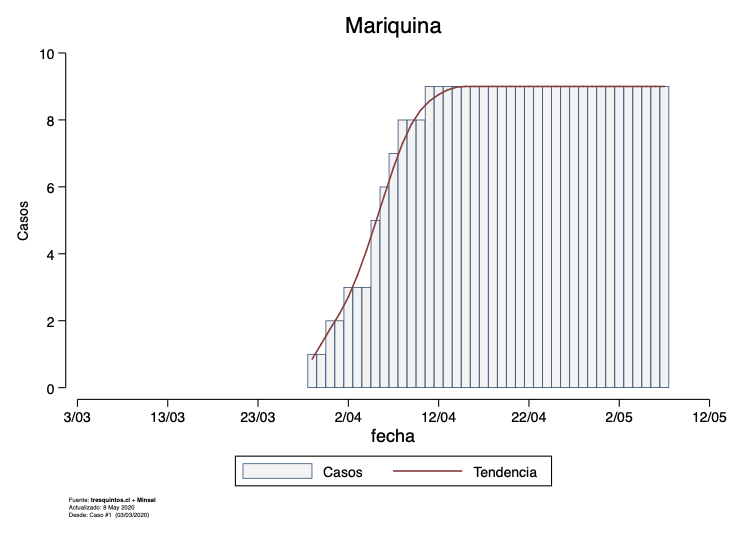 Mariquina
10
8
6
4
2
0
Casos
3/03 13/03 23/03 2/04 12/04 22/04 2/05 12/05
fecha
Casos Tendencia
Fuente: tresquintos.cl + Minsal
Actualizado: 8 May 2020
Desde: Caso #1 (03/03/2020)